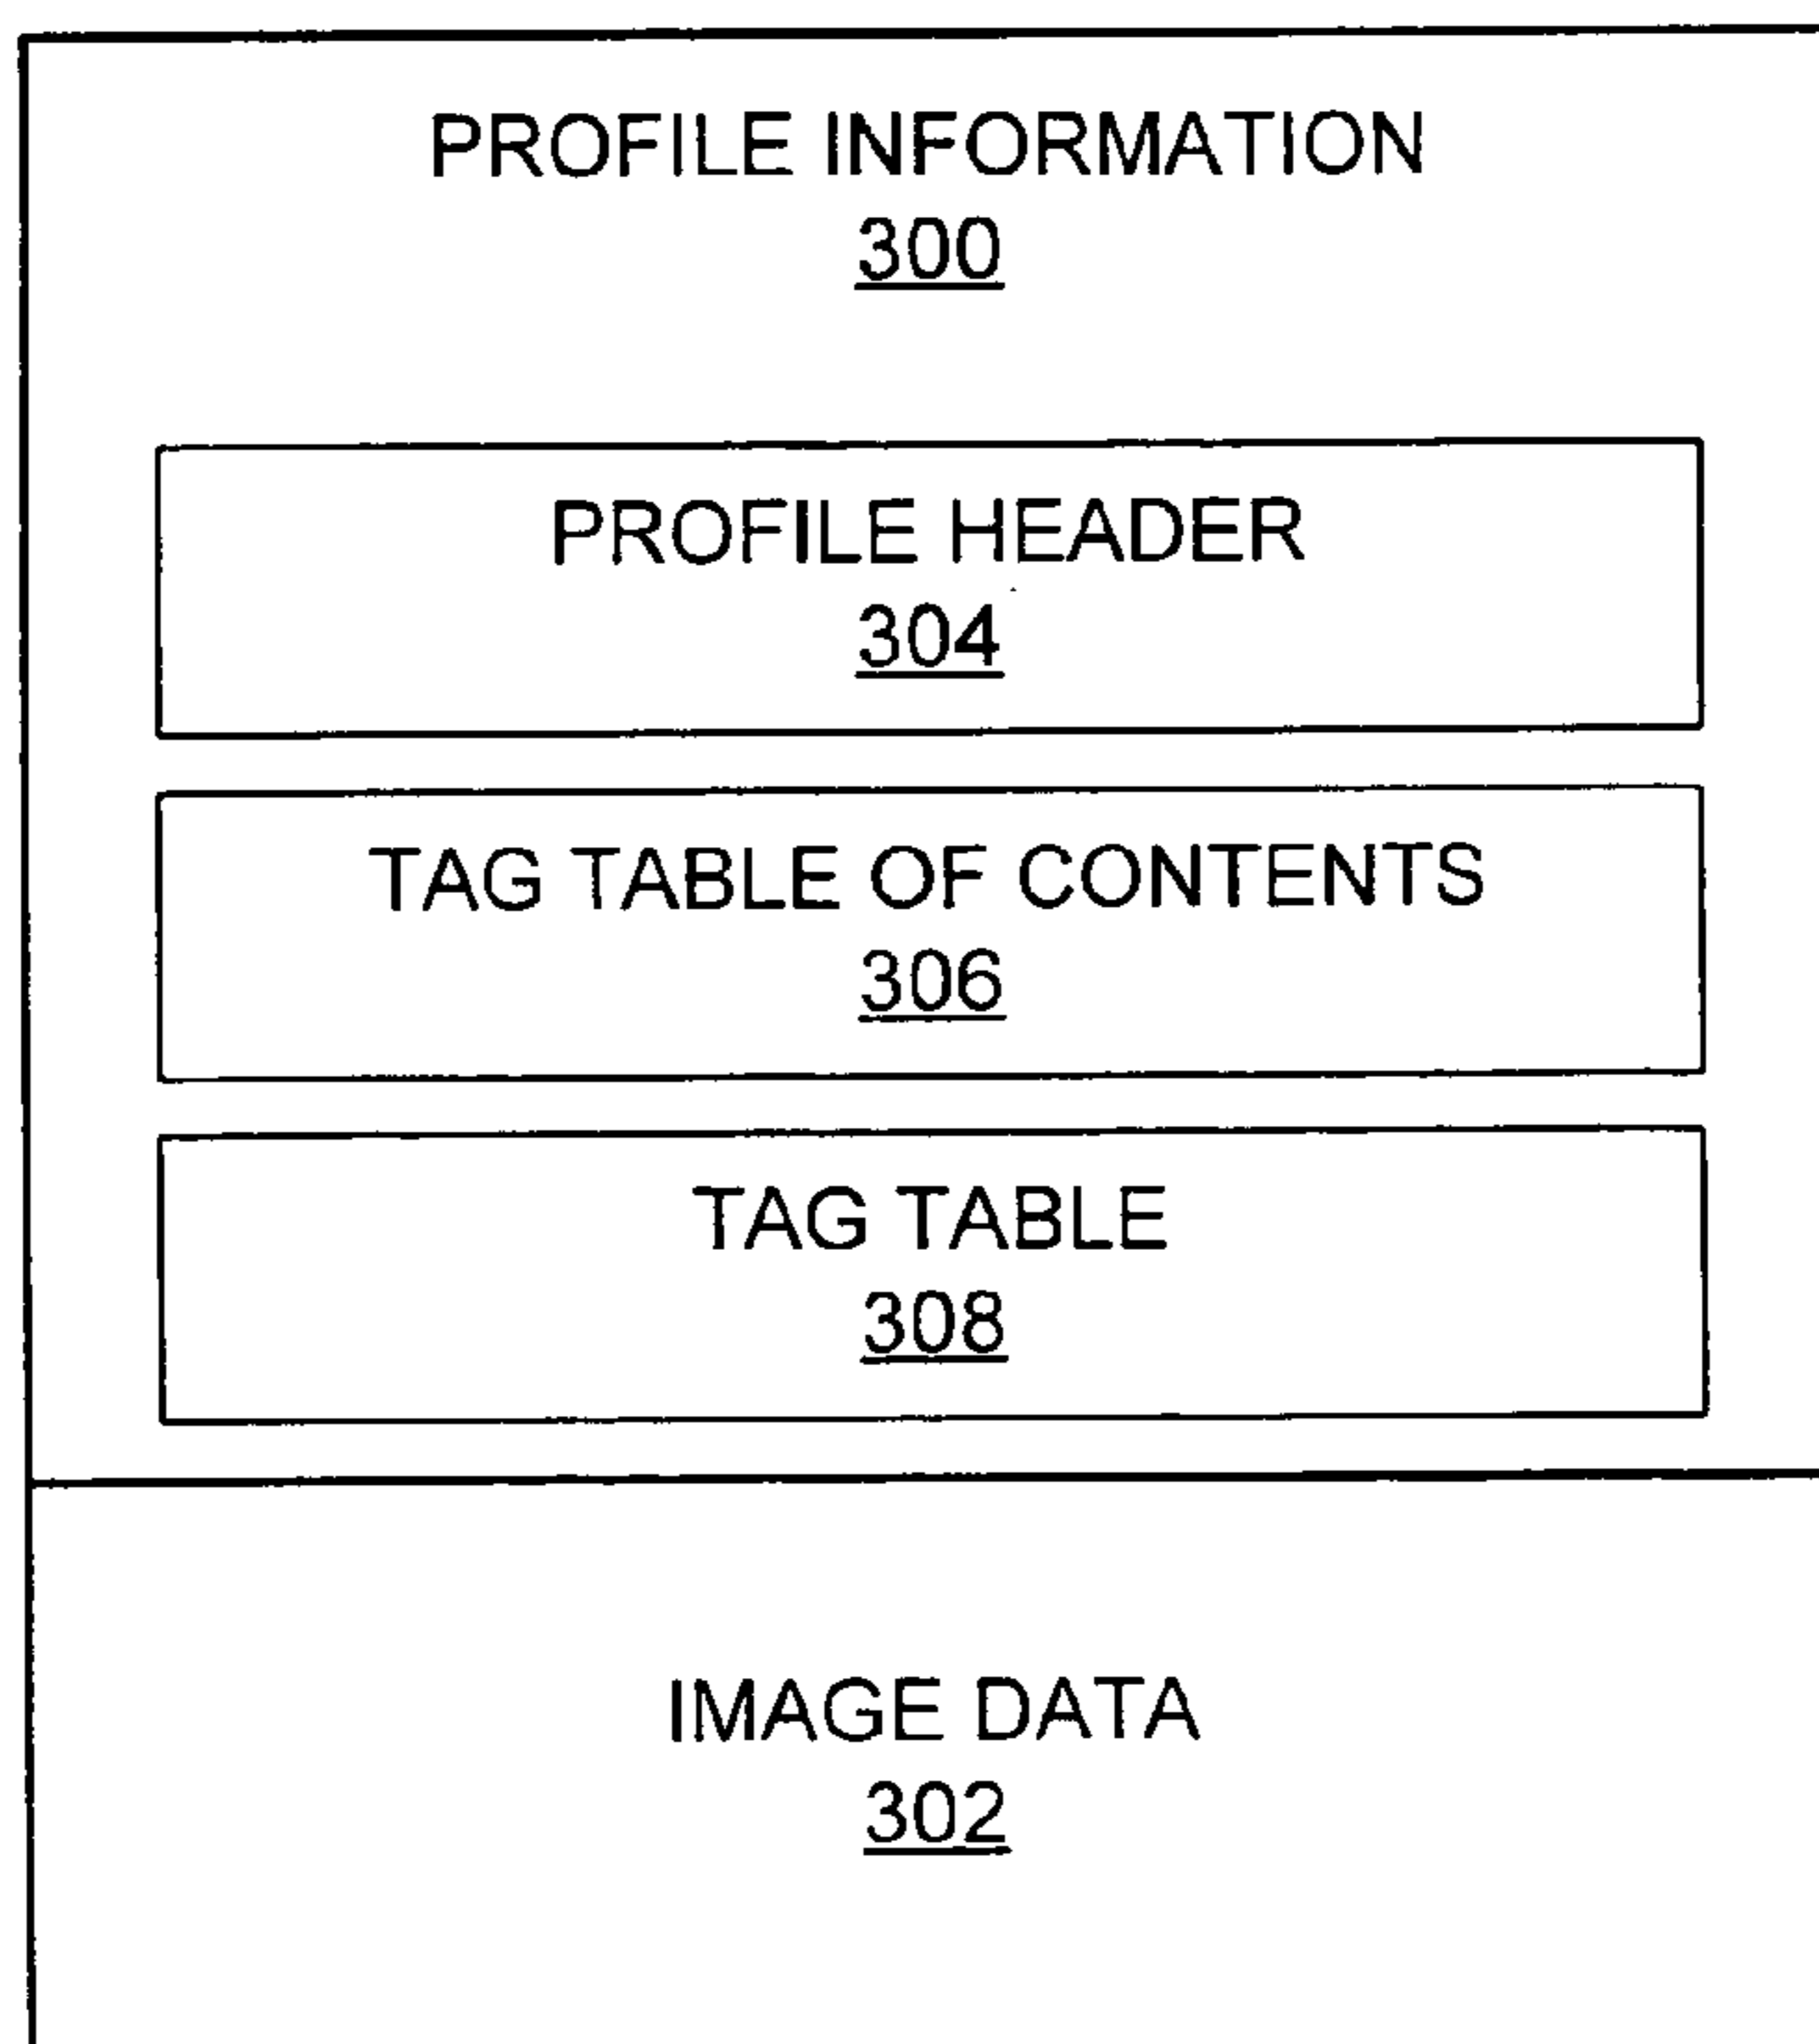 PROFILE INFORMATION
300
PROFILE HEADER
304
TAG TABLE OF CONTENTS
306
TAG TABLE
308
IMAGE DATA
302